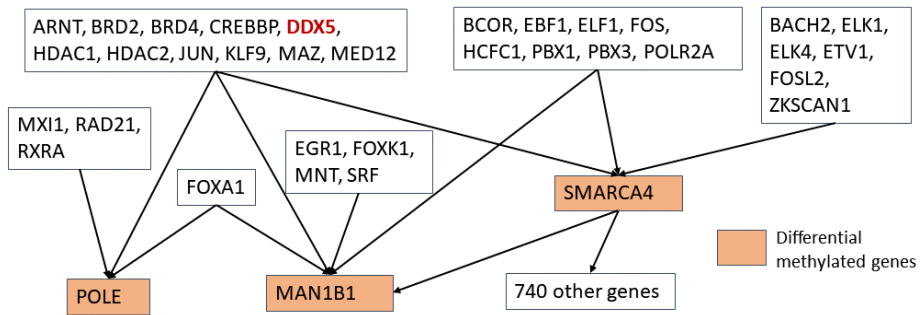 ARNT, BRD2, BRD4, CREBBP, DDX5,
HDAC1, HDAC2, JUN, KLF9, MAZ, MED12
BCOR, EBF1, ELF1, FOS,
HCFC1, PBX1, PBX3, POLR2A
BACH2, ELK1,
ELK4, ETV1,
FOSL2,
ZKSCAN1
MXI1, RAD21,
RXRA
FOXA1
EGR1, FOXK1,
MNT, SRF
SMARCA4
Differential
methylated genes
POLE
MAN1B1
740 other genes